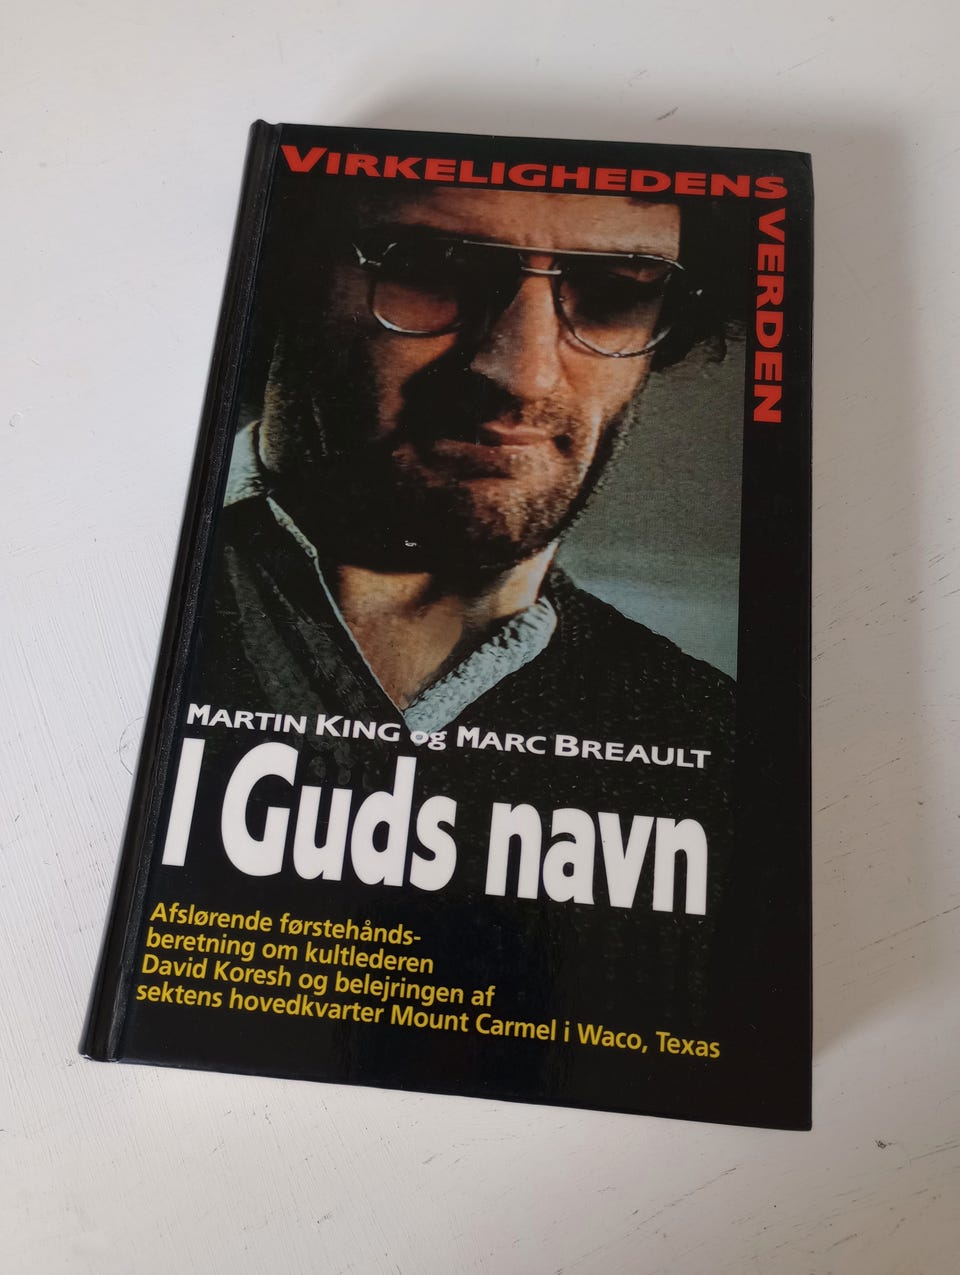 VIRKELIGHEDENS
VERDEN
MARTIN KING og MARC BREAULT
I Guds navn
Afslørende førstehånds-
beretning om kultlederen
David Koresh og belejringen af
sektens hovedkvarter Mount Carmel i Waco, Texas